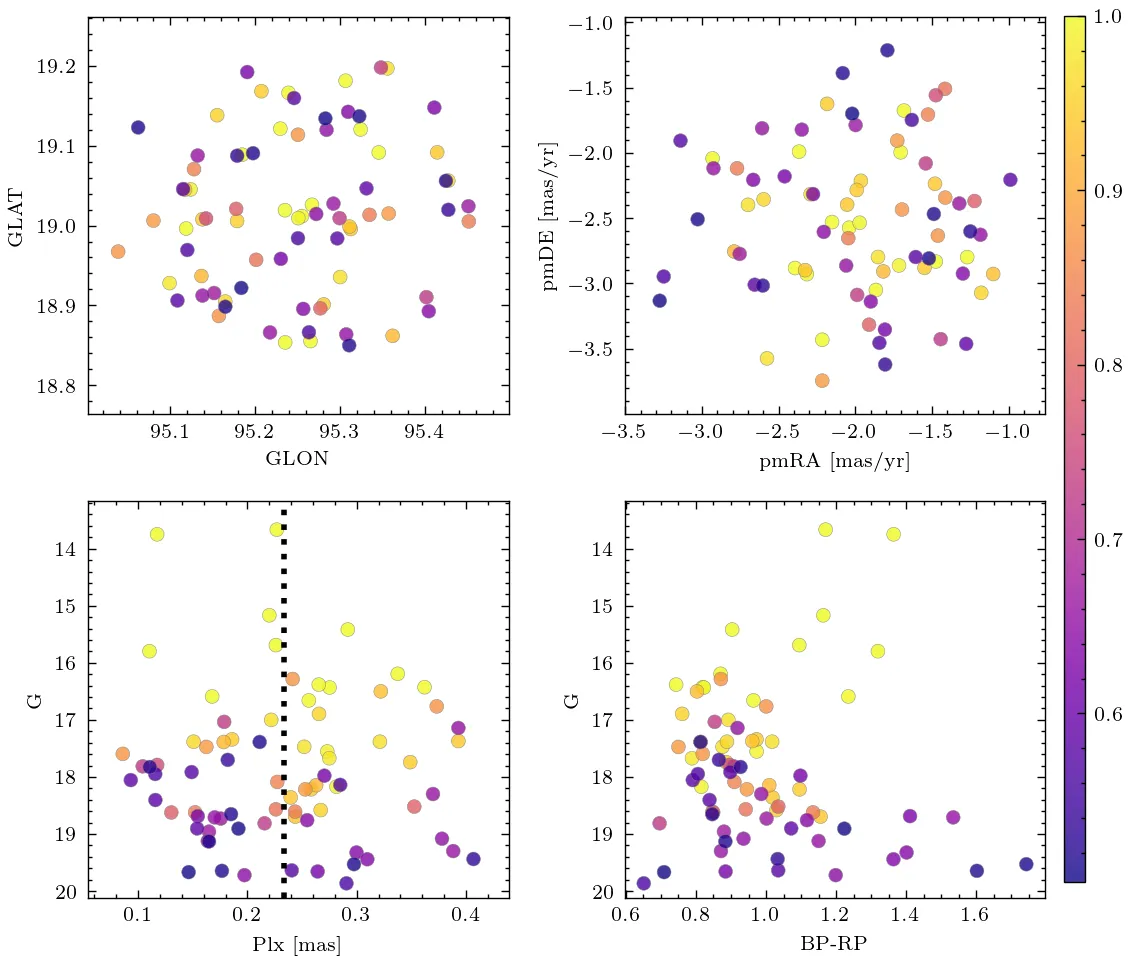 19.2
19.1
19.0
18.9
18.8
GLAT
95.1 95.2 95.3 95.4
GLON
−1.0
−1.5
−2.0
−2.5
−3.0
−3.5
pmDE [mas/yr]
−3.5 −3.0 −2.5 −2.0 −1.5 −1.0
pmRA [mas/yr]
1.0
0.9
0.8
0.7
0.6
14
15
16
17
18
19
20
G
0.1 0.2 0.3 0.4
Plx [mas]
14
15
16
17
18
19
20
G
0.6 0.8 1.0 1.2 1.4 1.6
BP-RP